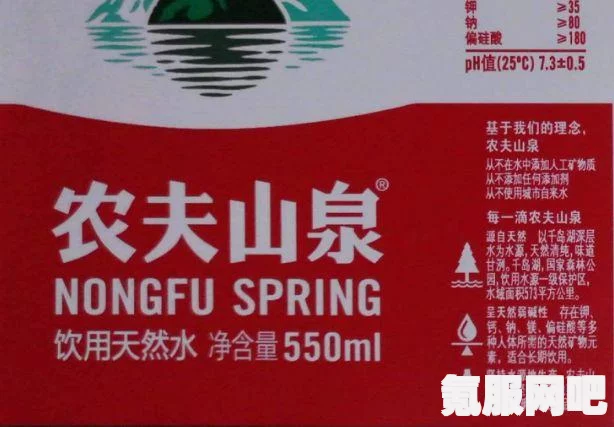 钾 ≥35
钠 ≥80
偏硅酸 ≥180
pH值(25°C) 7.3±0.5
农夫山泉®
NONGFU SPRING
饮用天然水 净含量 550ml
基于我们的理念，
农夫山泉
从不在水中添加人工矿物质
从不添加任何添加剂
从不使用城市自来水
每一滴农夫山泉
源自天然 以千岛湖深层
水为水源，天然清纯，味道
甘洌。千岛湖，国家森林公
园，饮用水源一级保护区，
水域面积573平方公里。
呈天然弱碱性 存在钾、
钙、钠、镁、偏硅酸等多
种人体所需的天然矿物元
素，适合长期饮用。
氪服网吧